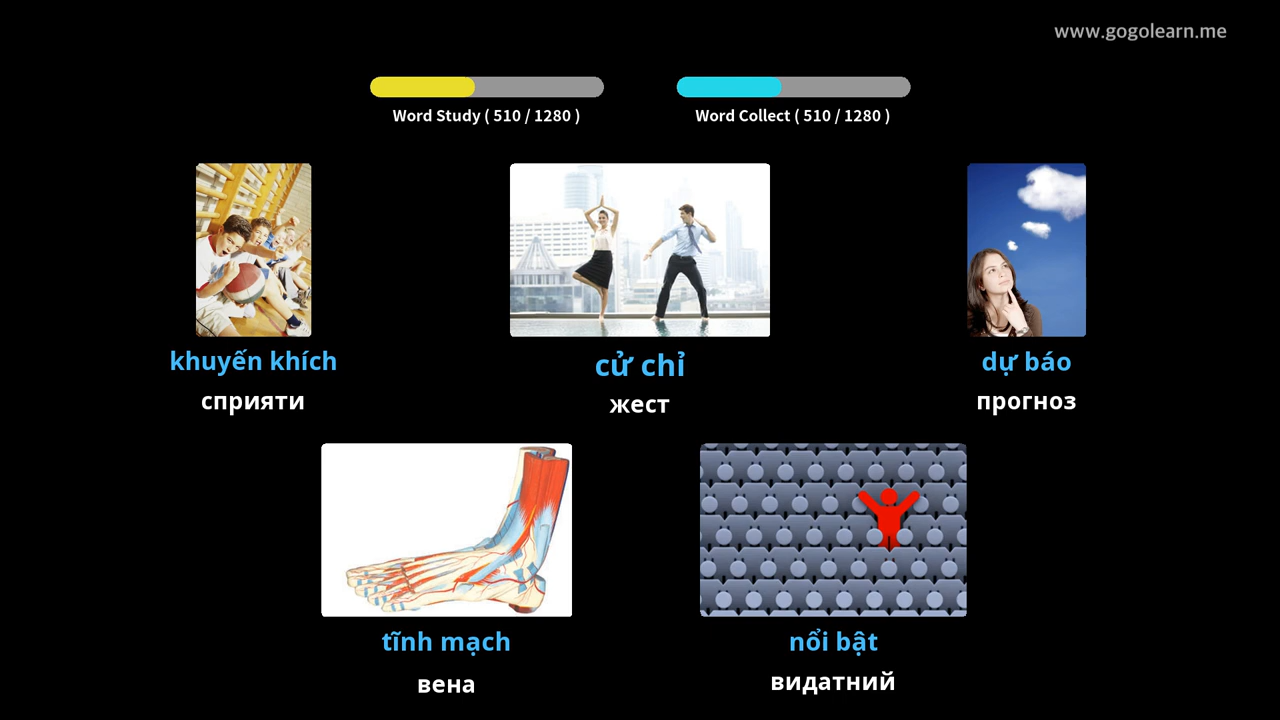 www.gogolearn.me
Word Study ( 510 / 1280 )
Word Collect ( 510 / 1280 )
khuyến khích
сприяти
cử chỉ
жест
dự báo
прогноз
tĩnh mạch
вена
nổi bật
видатний